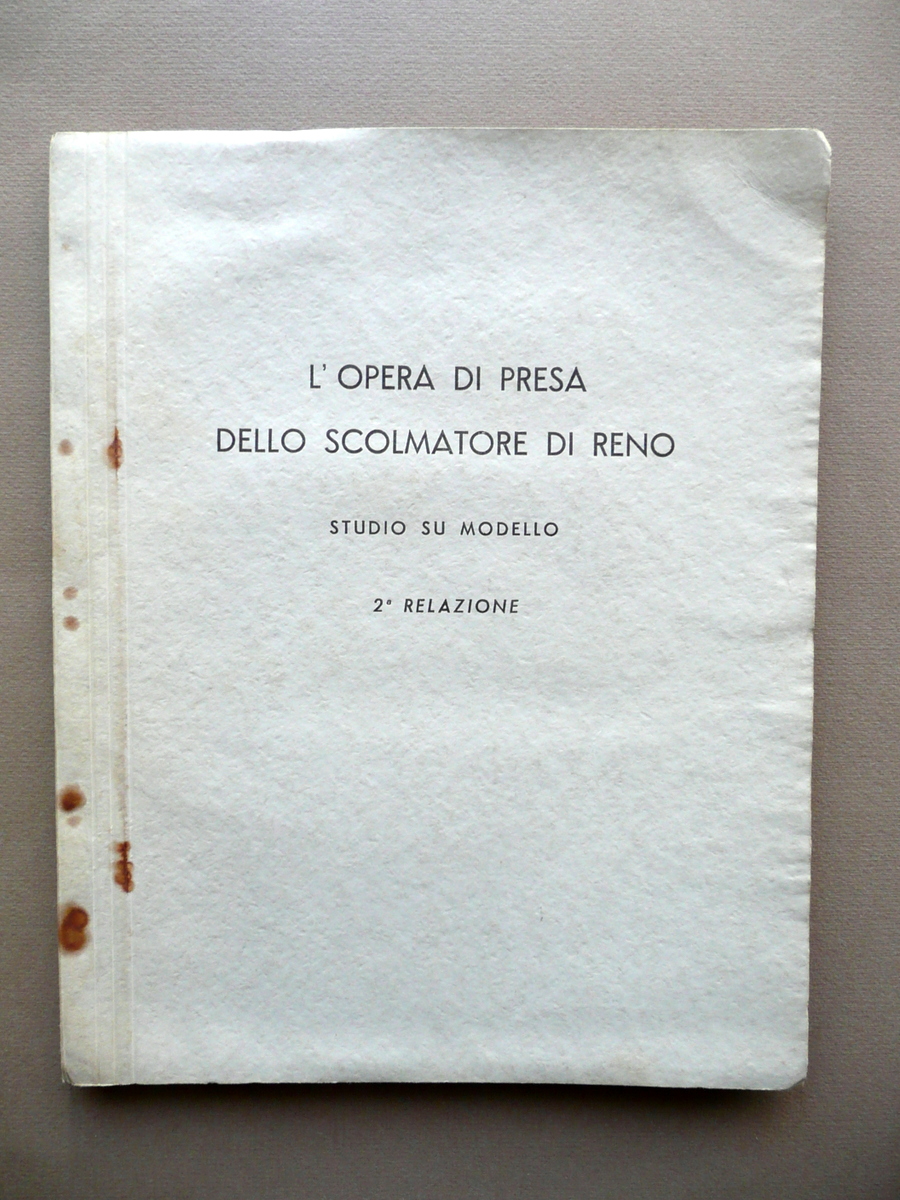 L' OPERA DI PRESA
DELLO SCOLMATORE DI RENO
STUDIO SU MODELLO
2ª RELAZIONE